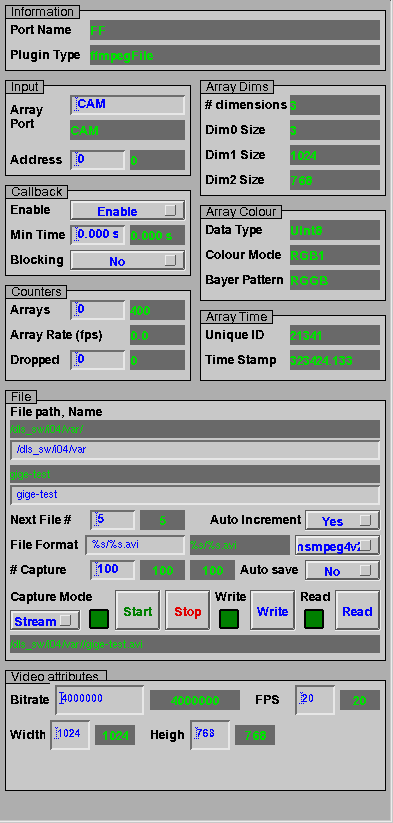 Information
Port Name FF
Plugin Type ffmpegFile
Input
Array Port CAM
CAM
Address 0 0
Callback
Enable Enable
Min Time 0.000 s 0.000 s
Blocking No
Counters
Arrays 0 400
Array Rate (fps) 0.0
Dropped 0 0
Array Dims
# dimensions 3
Dim0 Size 3
Dim1 Size 1024
Dim2 Size 768
Array Colour
Data Type UInt8
Colour Mode RGB1
Bayer Pattern RGGB
Array Time
Unique ID 21341
Time Stamp 323424.133
File
File path, Name
/dls_sw/i04/var/
/dls_sw/i04/var
gige-test
gige-test
Next File # 5 5 Auto Increment Yes
File Format %s/%s.avi %s/%s.avi msmpeg4v2
# Capture 100 100 100 Auto save No
Capture Mode Write Read
Stream Start Stop Write Read
/dls_sw/i04/var//gige-test.avi
Video attributes
Bitrate 4000000 4000000 FPS 20 20
Width 1024 1024 Heigh 768 768